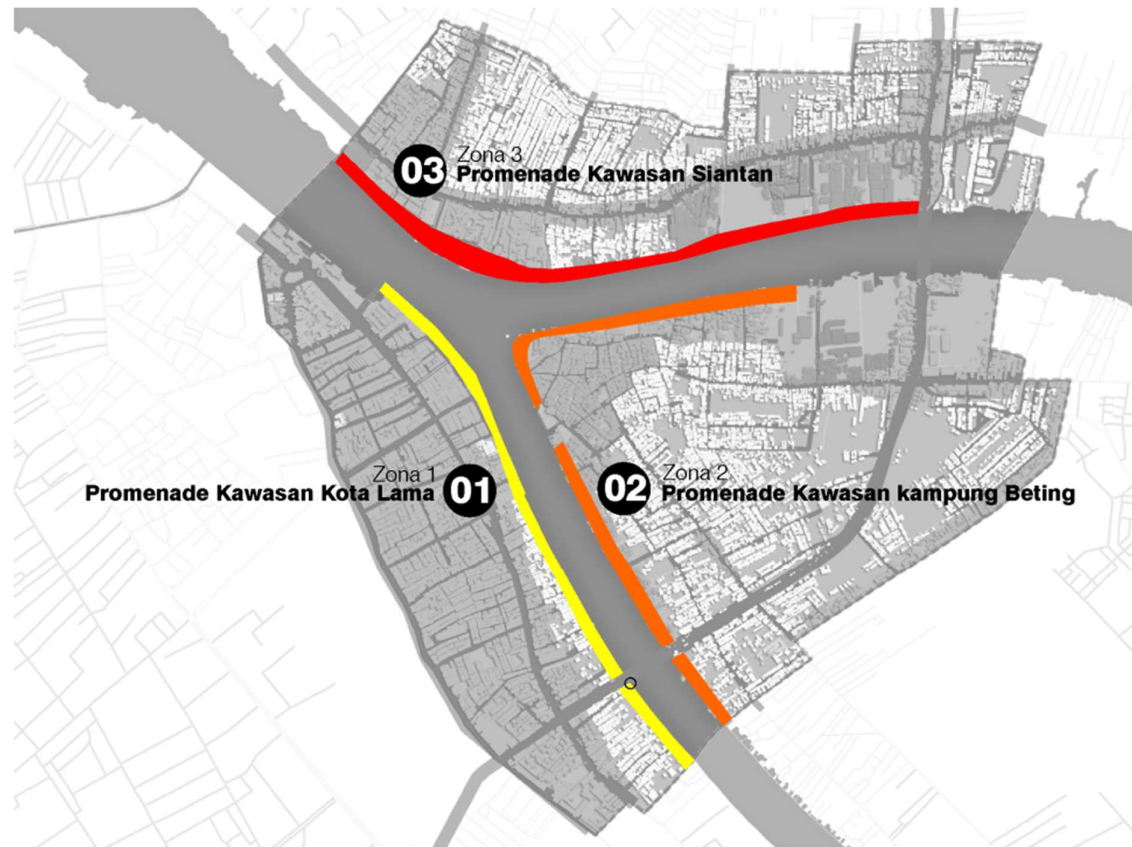 03
Zona 3
Promenade Kawasan Siantan
Zona 1
Promenade Kawasan Kota Lama
01
02
Zona 2
Promenade Kawasan kampung Beting